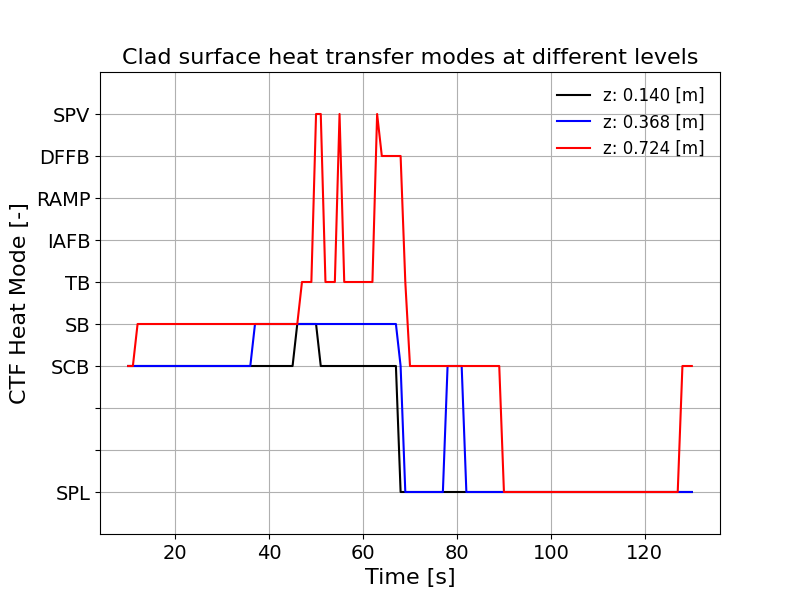 Clad surface heat transfer modes at different levels
z: 0.140 [m]
z: 0.368 [m]
z: 0.724 [m]
SPV
DFFB
RAMP
IAFB
TB
SB
SCB
SPL
CTF Heat Mode [-]
20 40 60 80 100 120
Time [s]